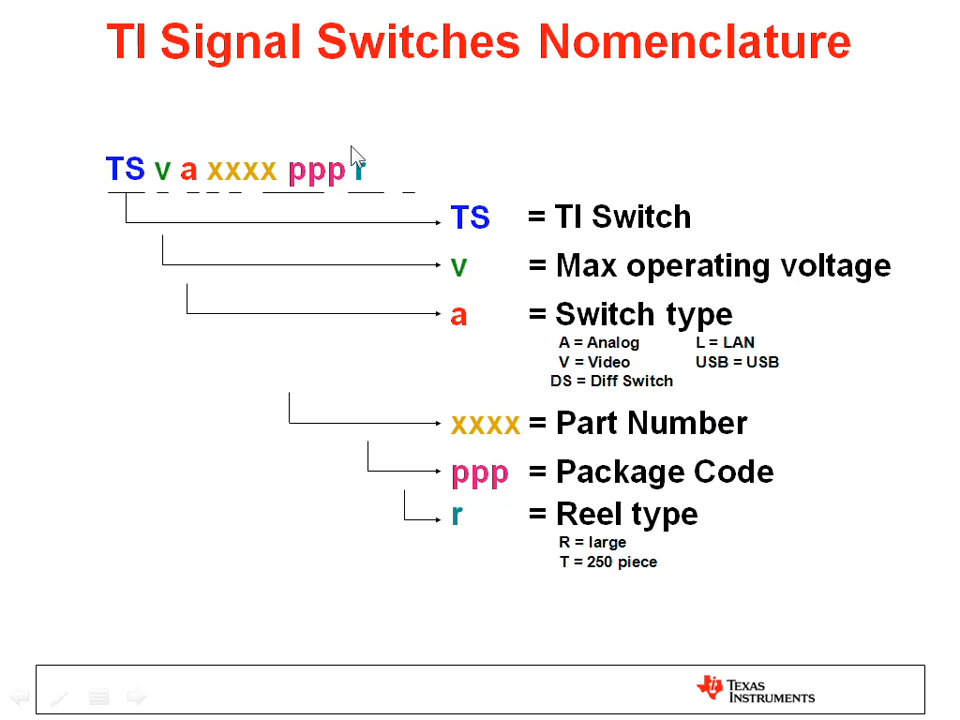 TI Signal Switches Nomenclature
TS v a xxxx ppp r
TS = TI Switch
v = Max operating voltage
a = Switch type
A = Analog L = LAN
V = Video USB = USB
DS = Diff Switch
xxxx = Part Number
ppp = Package Code
r = Reel type
R = large
T = 250 piece
TEXAS
INSTRUMENTS